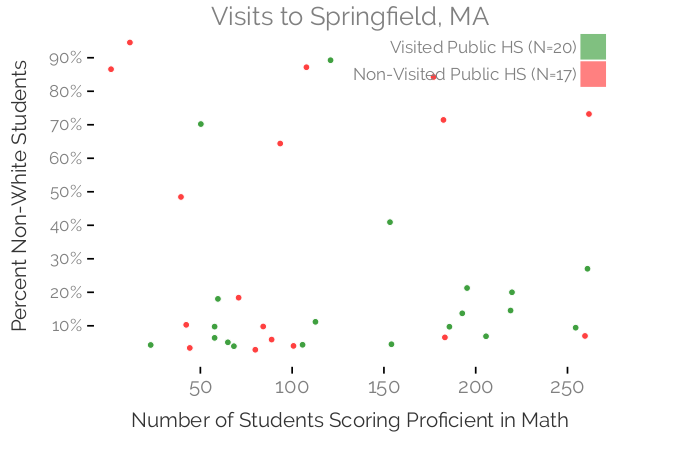 Visits to Springfield, MA
Visited Public HS (N=20)
Non-Visited Public HS (N=17)
Percent Non-White Students
90%
80%
70%
60%
50%
40%
30%
20%
10%
50
100
150
200
250
Number of Students Scoring Proficient in Math